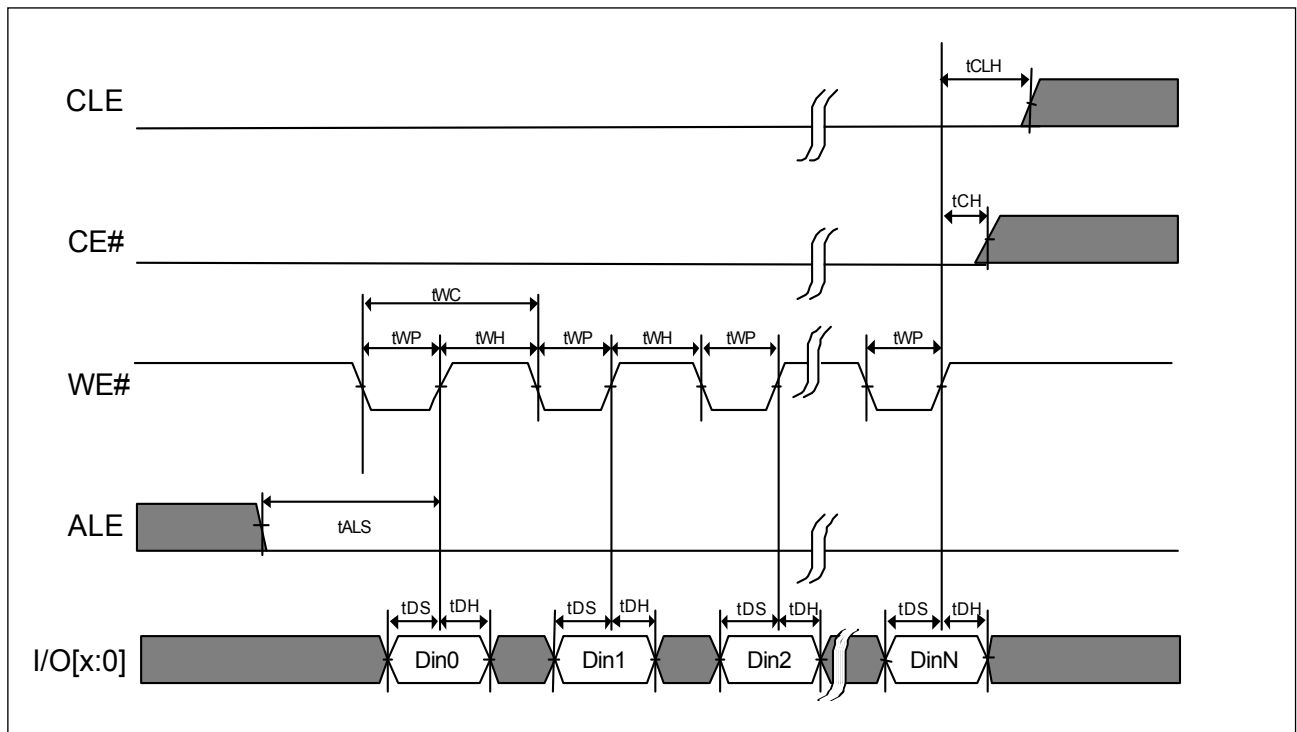 tCLH
CLE
tCH
CE#
tWC
tWP tWH tWP tWH tWP tWP
WE#
ALE
tALS
tDS tDH tDS tDH tDS tDH tDS tDH
I/O[x:0] Din0 Din1 Din2 DinN